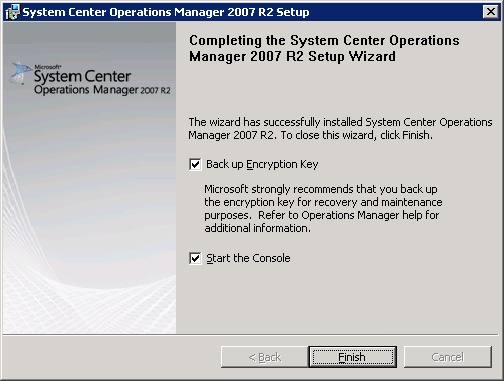 System Center Operations Manager 2007 R2 Setup
Microsoft
System Center
Operations Manager 2007 R2
Completing the System Center Operations
Manager 2007 R2 Setup Wizard
The wizard has successfully installed System Center Operations
Manager 2007 R2. To close this wizard, click Finish.
Back up Encryption Key
Microsoft strongly recommends that you back up
the encryption key for recovery and maintenance
purposes. Refer to Operations Manager help for
additional information.
Start the Console
< Back
Finish
Cancel